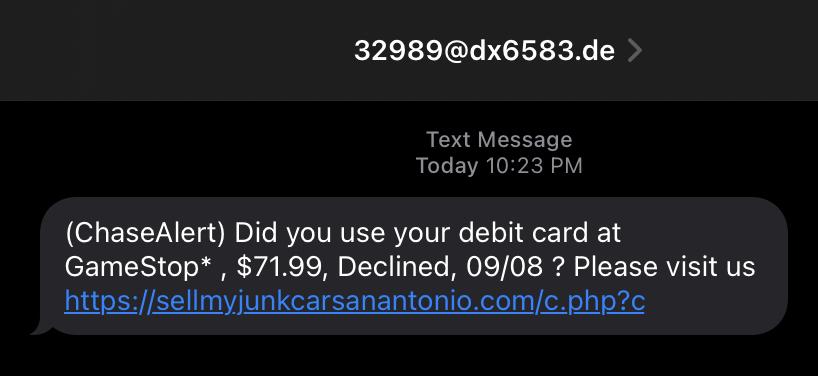 32989@dx6583.de
Text Message
Today 10:23 PM
(ChaseAlert) Did you use your debit card at
GameStop* , $71.99, Declined, 09/08 ? Please visit us
https://sellmyjunkcarsanantonio.com/c.php?c